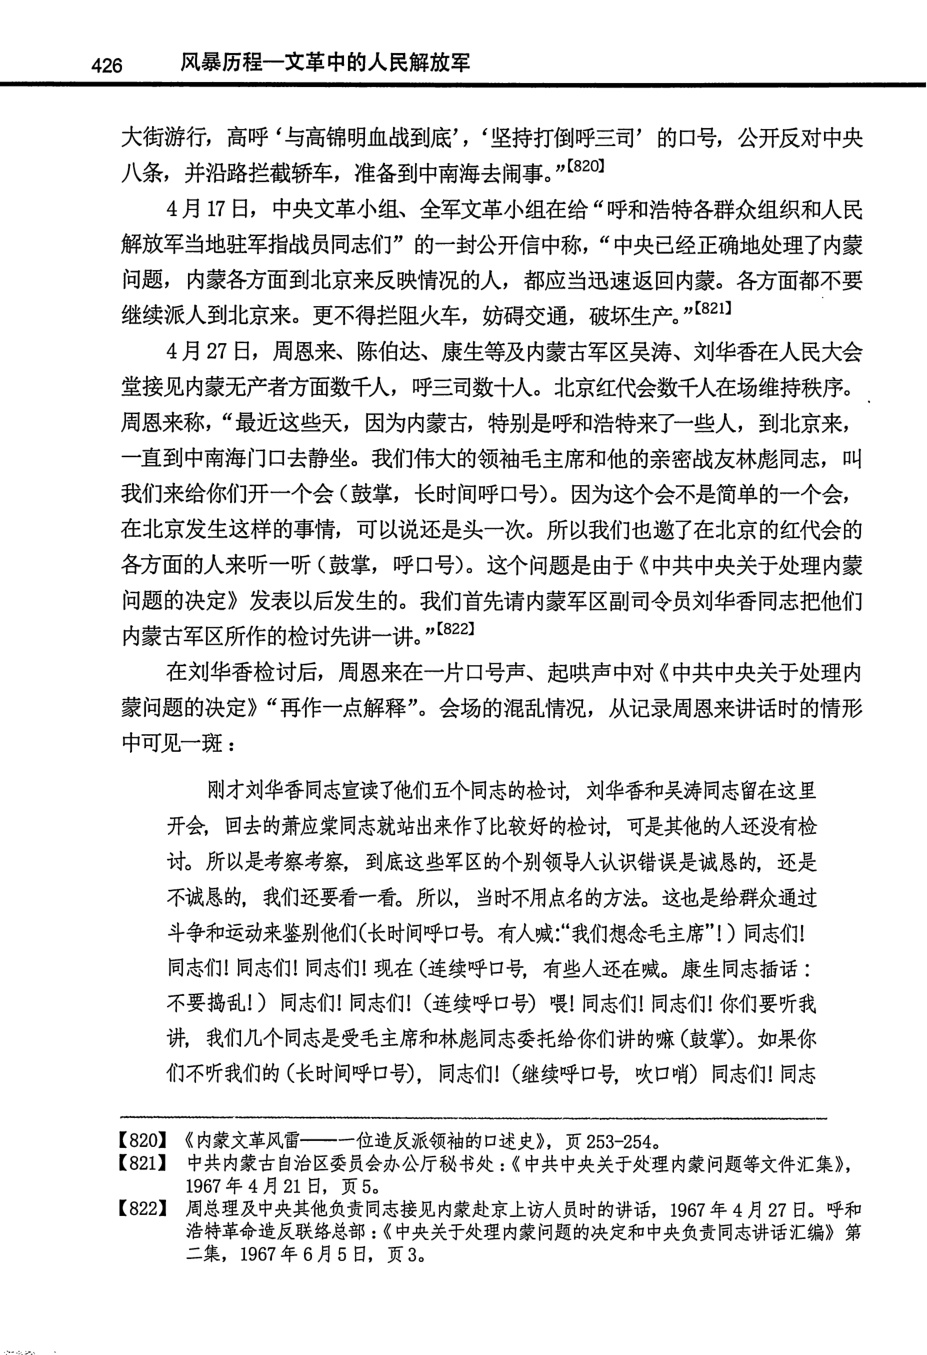 426 风暴历程—文革中的人民解放军
大街游行，高呼‘与高锦明血战到底’，‘坚持打倒呼三司’的口号，公开反对中央
八条，并沿路拦截轿车，准备到中南海去闹事。”【820】
4月17日，中央文革小组、全军文革小组在给“呼和浩特各群众组织和人民
解放军当地驻军指战员同志们”的一封公开信中称，“中央已经正确地处理了内蒙
问题，内蒙各方面到北京来反映情况的人，都应当迅速返回内蒙。各方面都不要
继续派人到北京来。更不得拦阻火车，妨碍交通，破坏生产。”【821】
4月27日，周恩来、陈伯达、康生等及内蒙古军区吴涛、刘华香在人民大会
堂接见内蒙无产者方面数千人，呼三司数十人。北京红代会数千人在场维持秩序。
周恩来称，“最近这些天，因为内蒙古，特别是呼和浩特来了一些人，到北京来，
一直到中南海门口去静坐。我们伟大的领袖毛主席和他的亲密战友林彪同志，叫
我们来给你们开一个会（鼓掌，长时间呼口号）。因为这个会不是简单的一个会，
在北京发生这样的事情，可以说还是头一次。所以我们也邀了在北京的红代会的
各方面的人来听一听（鼓掌，呼口号）。这个问题是由于《中共中央关于处理内蒙
问题的决定》发表以后发生的。我们首先请内蒙军区副司令员刘华香同志把他们
内蒙古军区所作的检讨先讲一讲。”【822】
在刘华香检讨后，周恩来在一片口号声、起哄声中对《中共中央关于处理内
蒙问题的决定》“再作一点解释”。会场的混乱情况，从记录周恩来讲话时的情形
中可见一斑：
刚才刘华香同志宣读了他们五个同志的检讨，刘华香和吴涛同志留在这里
开会，回去的萧应棠同志就站出来作了比较好的检讨，可是其他的人还没有检
讨。所以是考察考察，到底这些军区的个别领导人认识错误是诚恳的，还是
不诚恳的，我们还要看一看。所以，当时不用点名的方法。这也是给群众通过
斗争和运动来鉴别他们（长时间呼口号。有人喊：“我们想念毛主席”！）同志们！
同志们！同志们！同志们！现在（连续呼口号，有些人还在喊。康生同志插话：
不要捣乱！）同志们！同志们！（连续呼口号）喂！同志们！同志们！你们要听我
讲，我们几个同志是受毛主席和林彪同志委托给你们讲的嘛（鼓掌）。如果你
们不听我们的（长时间呼口号），同志们！（继续呼口号，吹口哨）同志们！同志
【820】《内蒙文革风雷——一位造反派领袖的口述史》，页253-254。
【821】 中共内蒙古自治区委员会办公厅秘书处：《中共中央关于处理内蒙问题等文件汇集》，
1967年4月21日，页5。
【822】 周总理及中央其他负责同志接见内蒙赴京上访人员时的讲话，1967年4月27日。呼和
浩特革命造反联络总部：《中央关于处理内蒙问题的决定和中央负责同志讲话汇编》第
二集，1967年6月5日，页3。